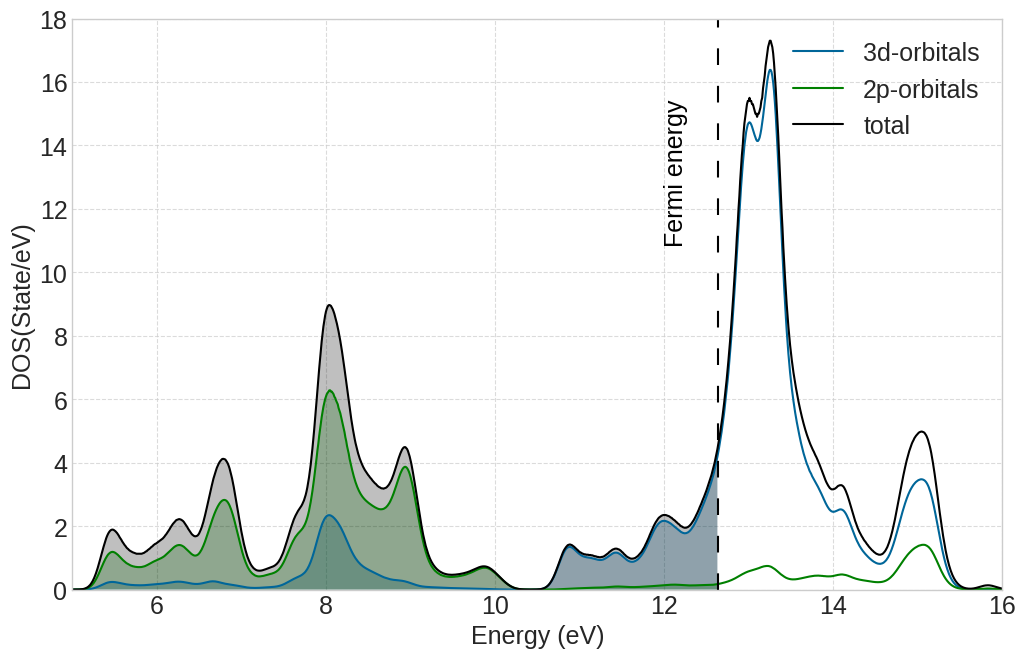 18
16
14
12
10
8
6
4
2
0
DOS(State/eV)
Fermi energy
3d-orbitals
2p-orbitals
total
6
8
10
12
14
16
Energy (eV)